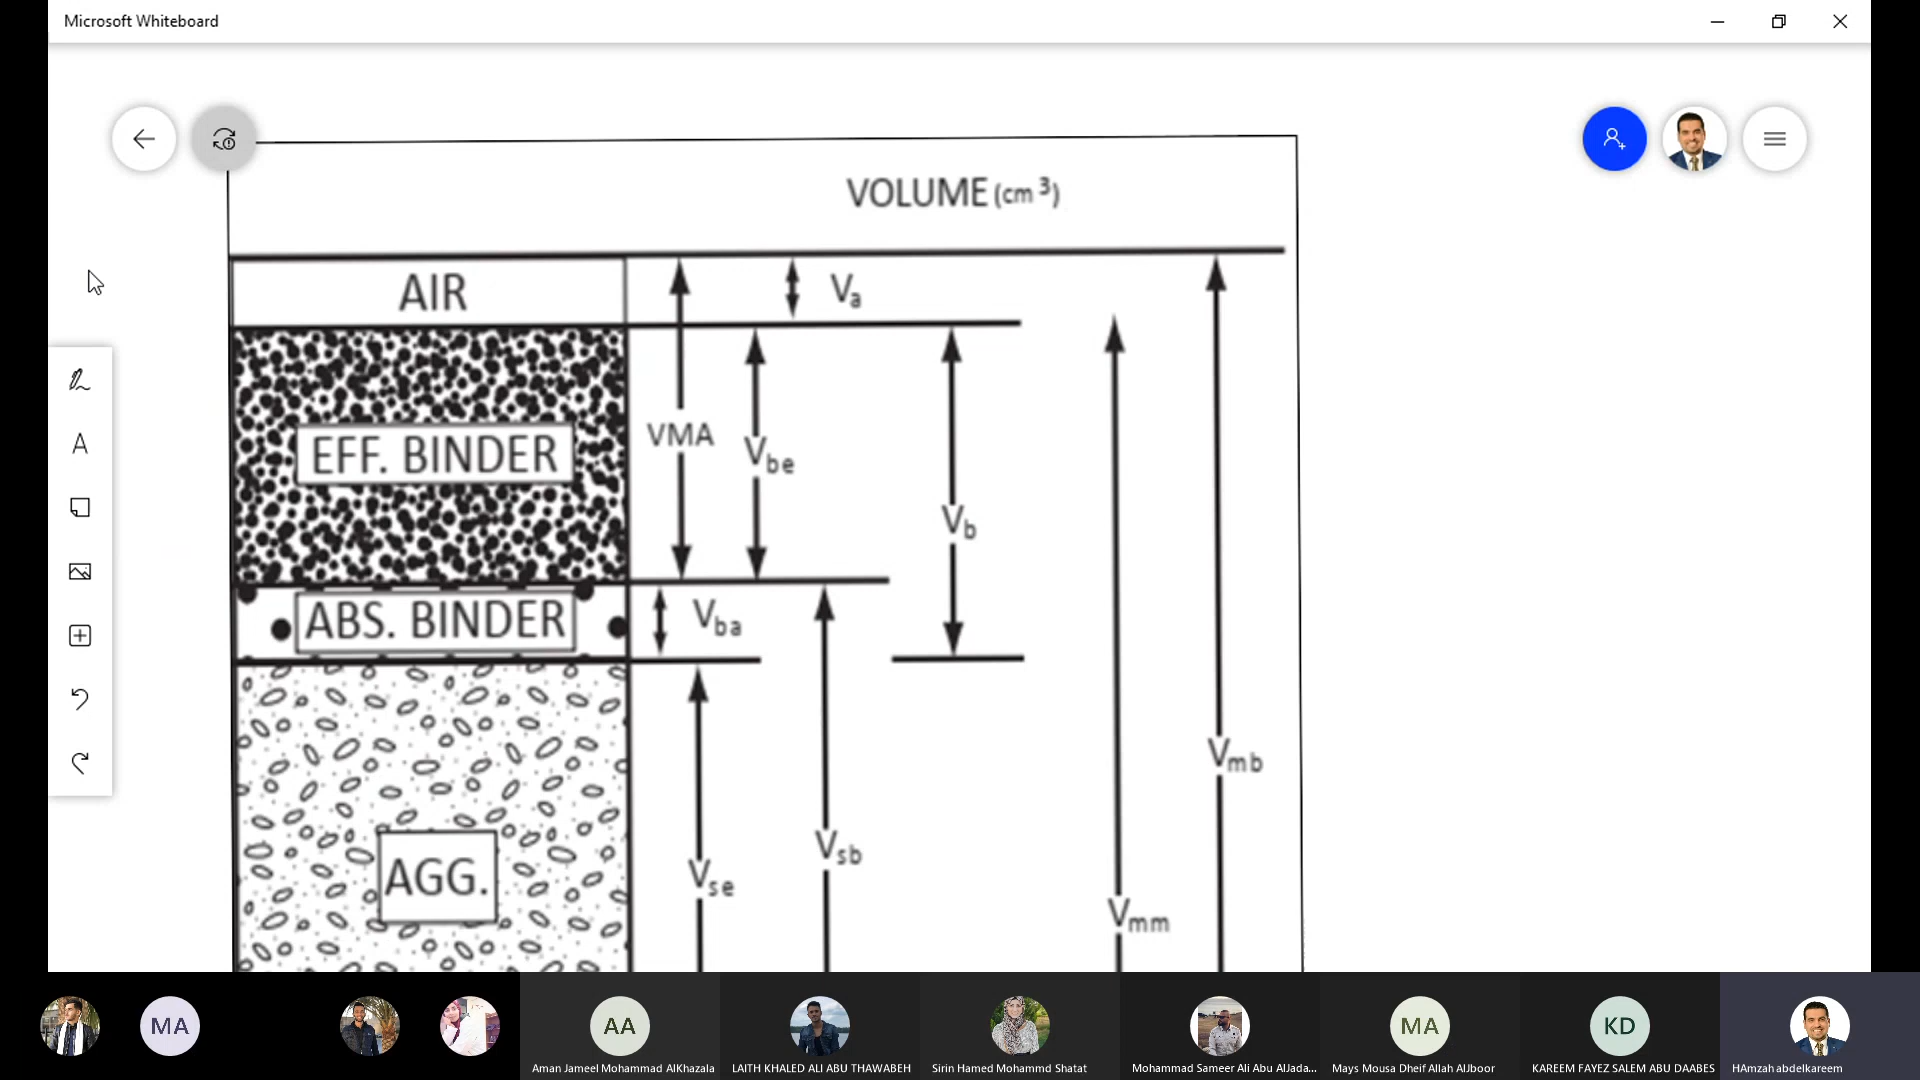 Microsoft Whiteboard
VOLUME (cm³)
AIR
Va
EFF. BINDER
VMA
Vbe
Vb
ABS. BINDER
Vba
Vmb
Vsb
AGG.
Vse
Vmm
MA
AA
MA
KD
Aman Jameel Mohammad AlKhazala
LAITH KHALED ALI ABU THAWABEH
Sirin Hamed Mohammd Shatat
Mohammad Sameer Ali Abu AlJada...
Mays Mousa Dheif Allah AlJboor
KAREEM FAYEZ SALEM ABU DAABES
HAmzah abdelkareem